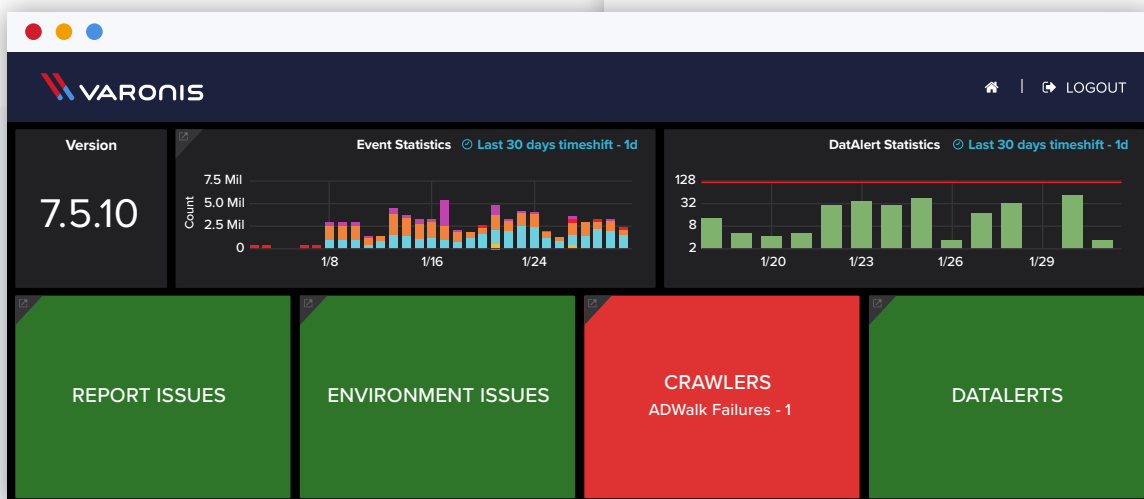 VARONIS
LOGOUT
Version
7.5.10
Event Statistics Last 30 days timeshift - 1d
Count
7.5 Mil
5.0 Mil
2.5 Mil
0
1/8 1/16 1/24
DatAlert Statistics Last 30 days timeshift - 1d
128
32
8
2
1/20 1/23 1/26 1/29
REPORT ISSUES
ENVIRONMENT ISSUES
CRAWLERS
ADWalk Failures - 1
DATALERTS